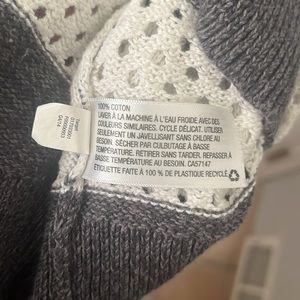 100% COTON
LAVER À LA MACHINE À L'EAU FROIDE AVEC DES
COULEURS SIMILAIRES. CYCLE DÉLICAT. UTILISER
SEULEMENT UN JAVELLISANT SANS CHLORE AU
BESOIN. SÉCHER PAR CULBUTAGE À BASSE
TEMPÉRATURE. RETIRER SANS TARDER. REPASSER À
BASSE TEMPÉRATURE AU BESOIN. CA57147
ÉTIQUETTE FAITE À 100 % DE PLASTIQUE RECYCLÉ
Target